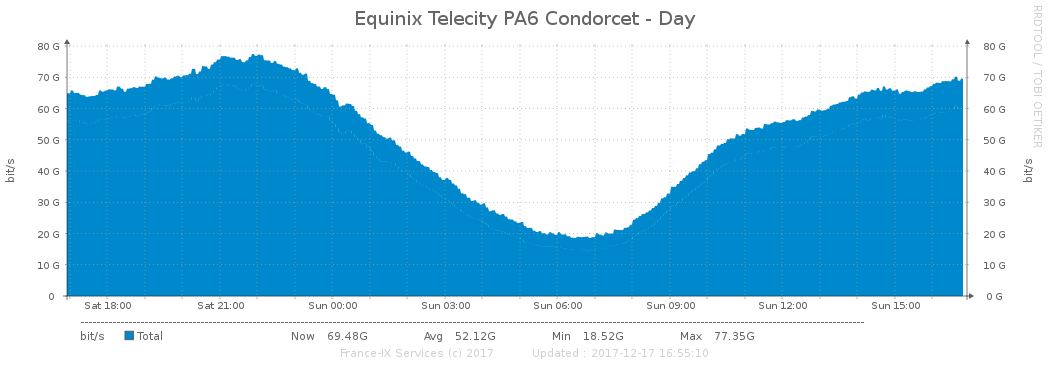 Equinix Telecity PA6 Condorcet - Day
RRDTOOL / TOBI OETIKER
80 G 80 G
70 G 70 G
60 G 60 G
50 G 50 G
40 G 40 G
30 G 30 G
20 G 20 G
10 G 10 G
0 0 G
bit/s
bit/s
Sat 18:00 Sat 21:00 Sun 00:00 Sun 03:00 Sun 06:00 Sun 09:00 Sun 12:00 Sun 15:00
bit/s Total Now 69.48G Avg 52.12G Min 18.52G Max 77.35G
France-IX Services (c) 2017 Updated : 2017-12-17 16:55:10